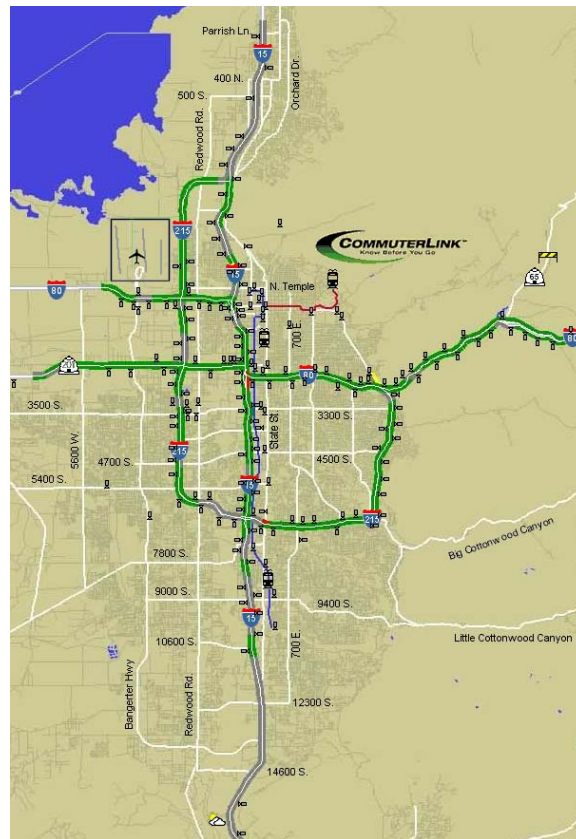 Parrish Ln.
15
400 N.
Orchard Dr.
500 S.
Redwood Rd.
215
COMMUTERLINK™
Know Before You Go
65
15
80
N. Temple
700 E.
80
201
80
3500 S.
3300 S.
State St.
5600 W.
4700 S.
4500 S.
215
5400 S.
15
215
Big Cottonwood Canyon
7800 S.
9000 S.
9400 S.
15
Little Cottonwood Canyon
10600 S.
700 E.
Bangerter Hwy
Redwood Rd.
12300 S.
14600 S.